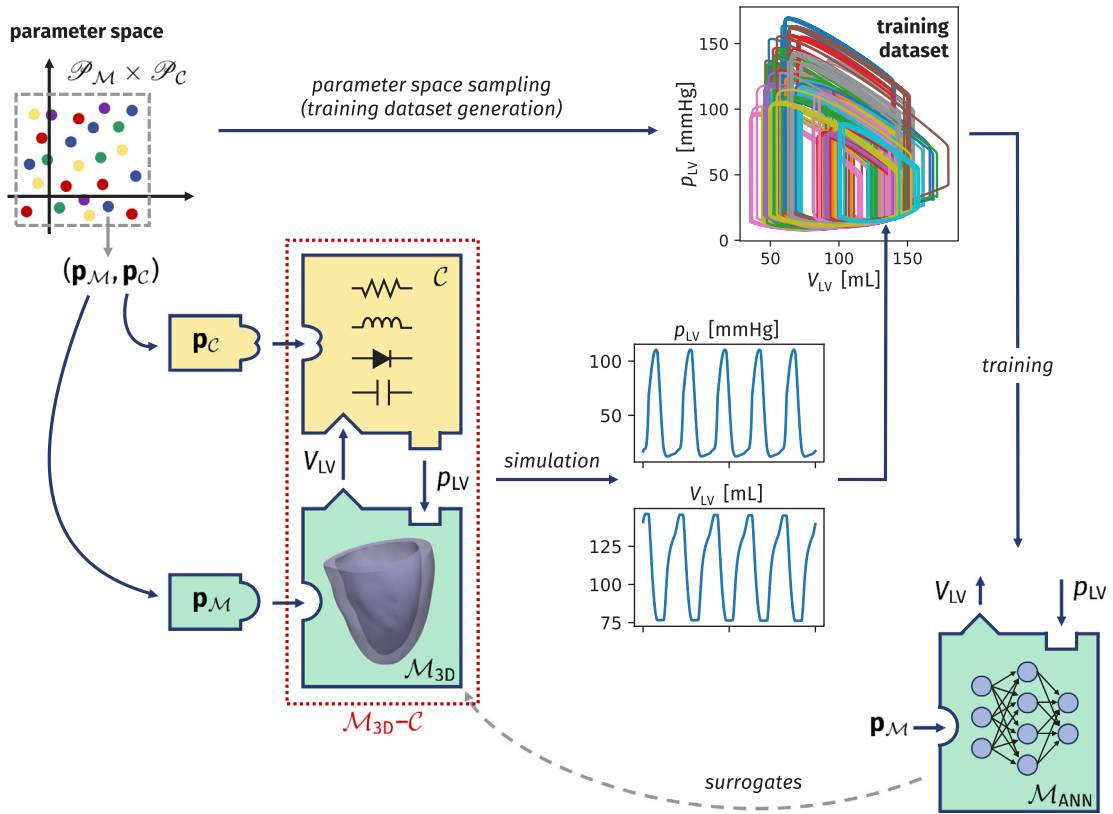 parameter space
𝒫_ℳ × 𝒫_𝒞
parameter space sampling
(training dataset generation)
training
dataset
150
100
50
0
p_LV [mmHg]
50
100
150
V_LV [mL]
(p_ℳ, p_𝒞)
p_𝒞
𝒞
V_LV
p_LV
p_ℳ
ℳ_3D
ℳ_3D–𝒞
simulation
p_LV [mmHg]
100
50
V_LV [mL]
125
100
75
training
V_LV
p_LV
p_ℳ
ℳ_ANN
surrogates